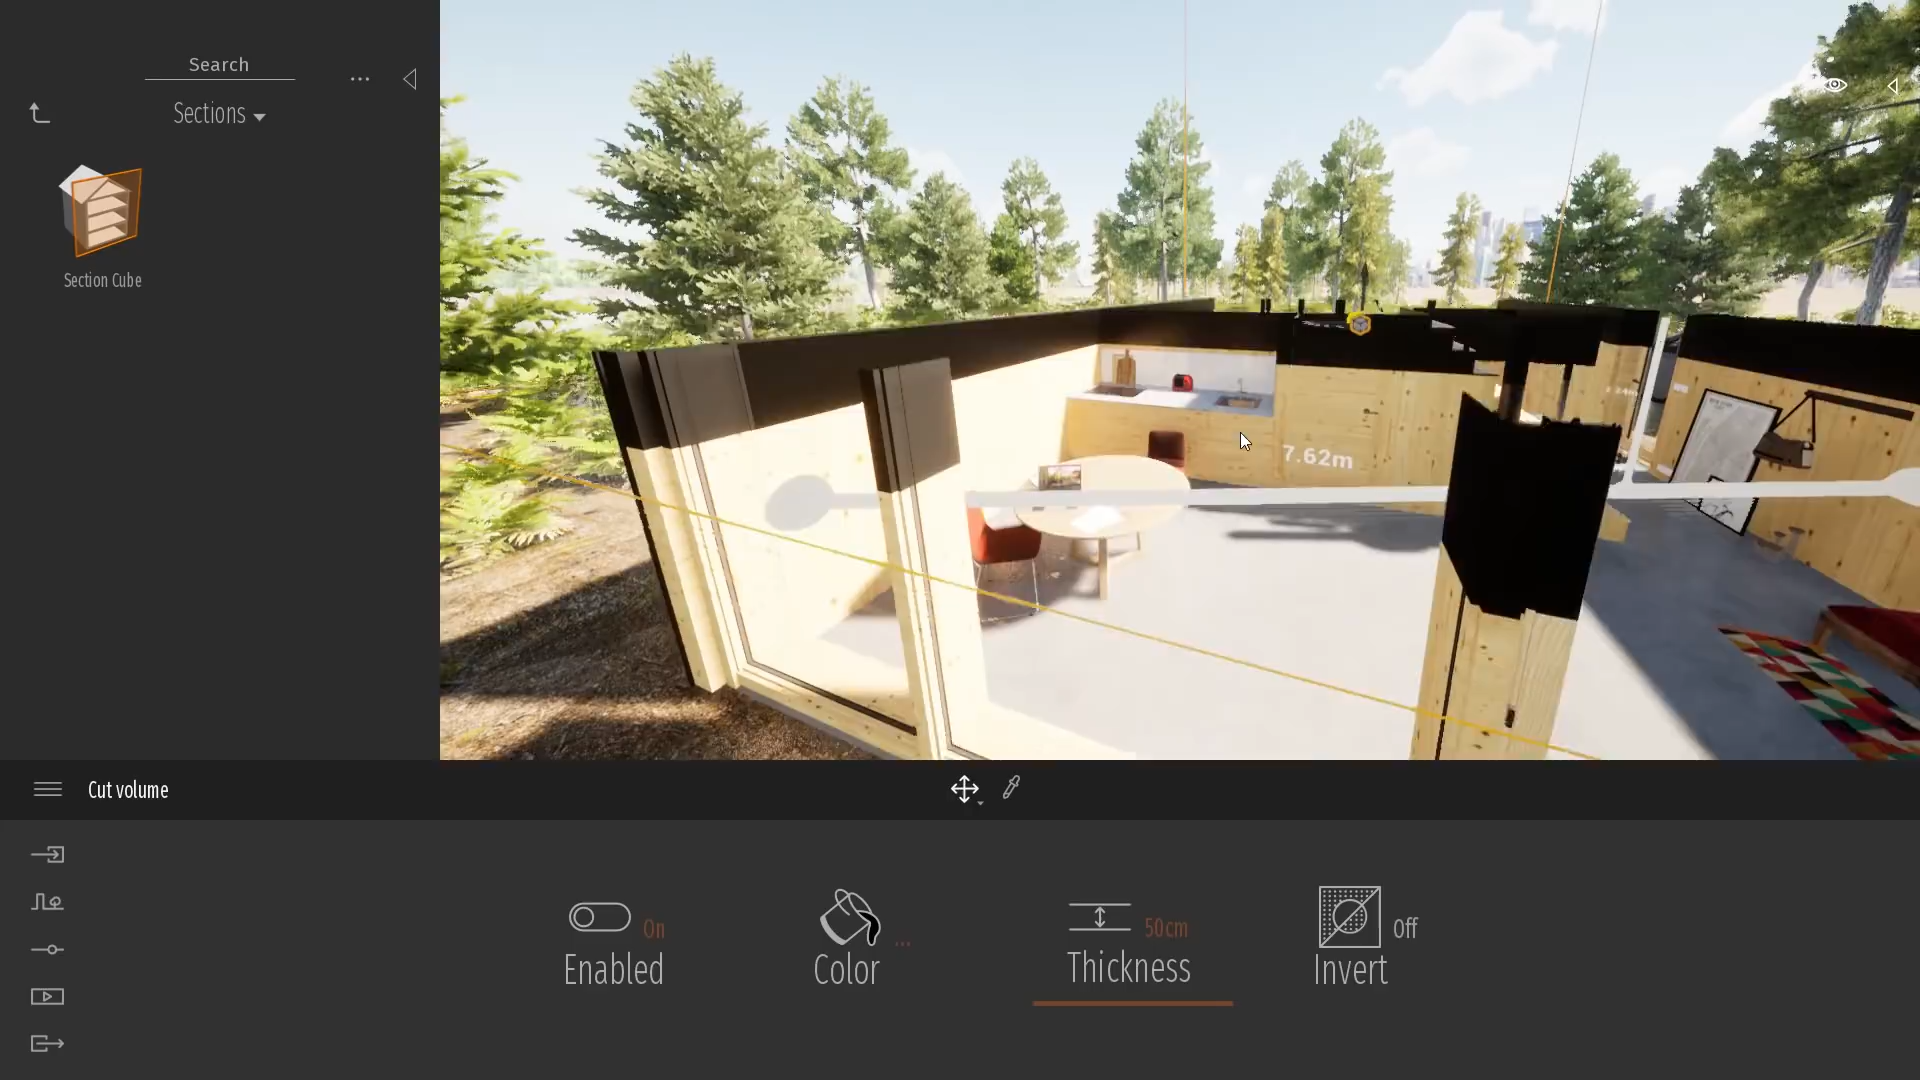 Search
...
Sections
Section Cube
7.62m
Cut volume
On
Enabled
...
Color
50cm
Thickness
Off
Invert